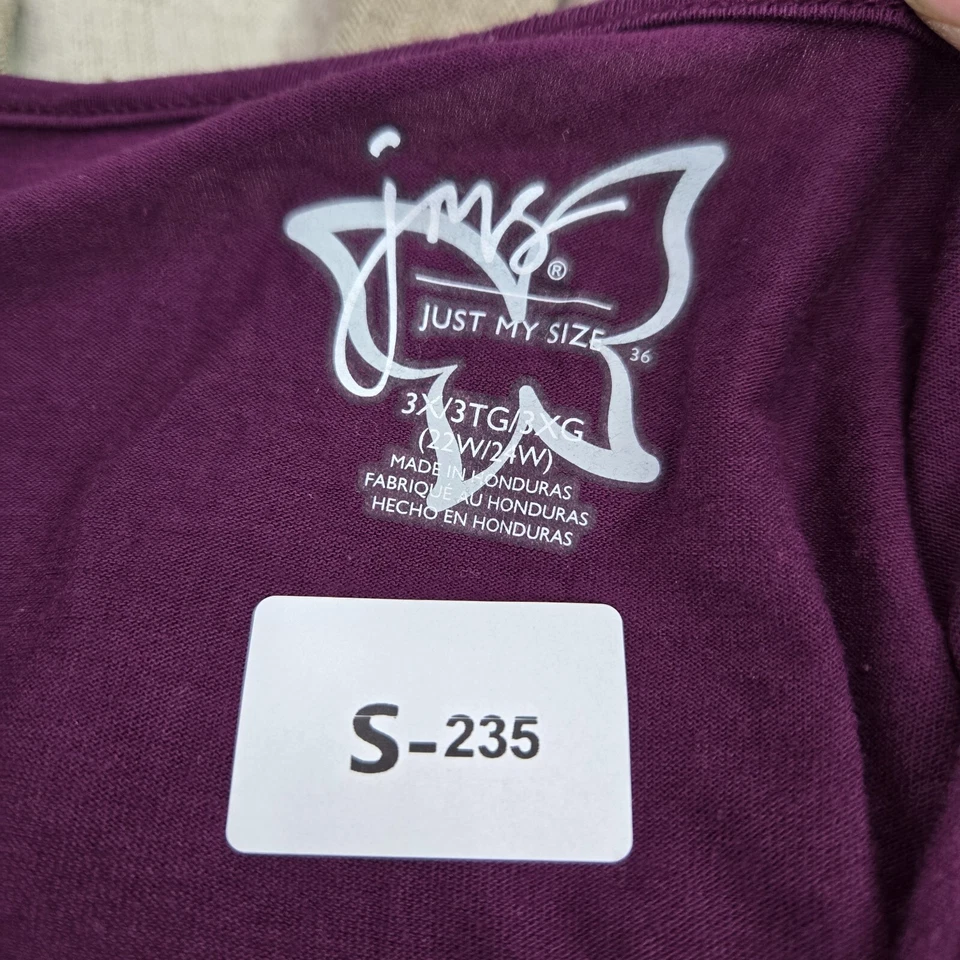 jms®
JUST MY SIZE
36
3X/3TG/3XG
(22W/24W)
MADE IN HONDURAS
FABRIQUÉ AU HONDURAS
HECHO EN HONDURAS
S-235